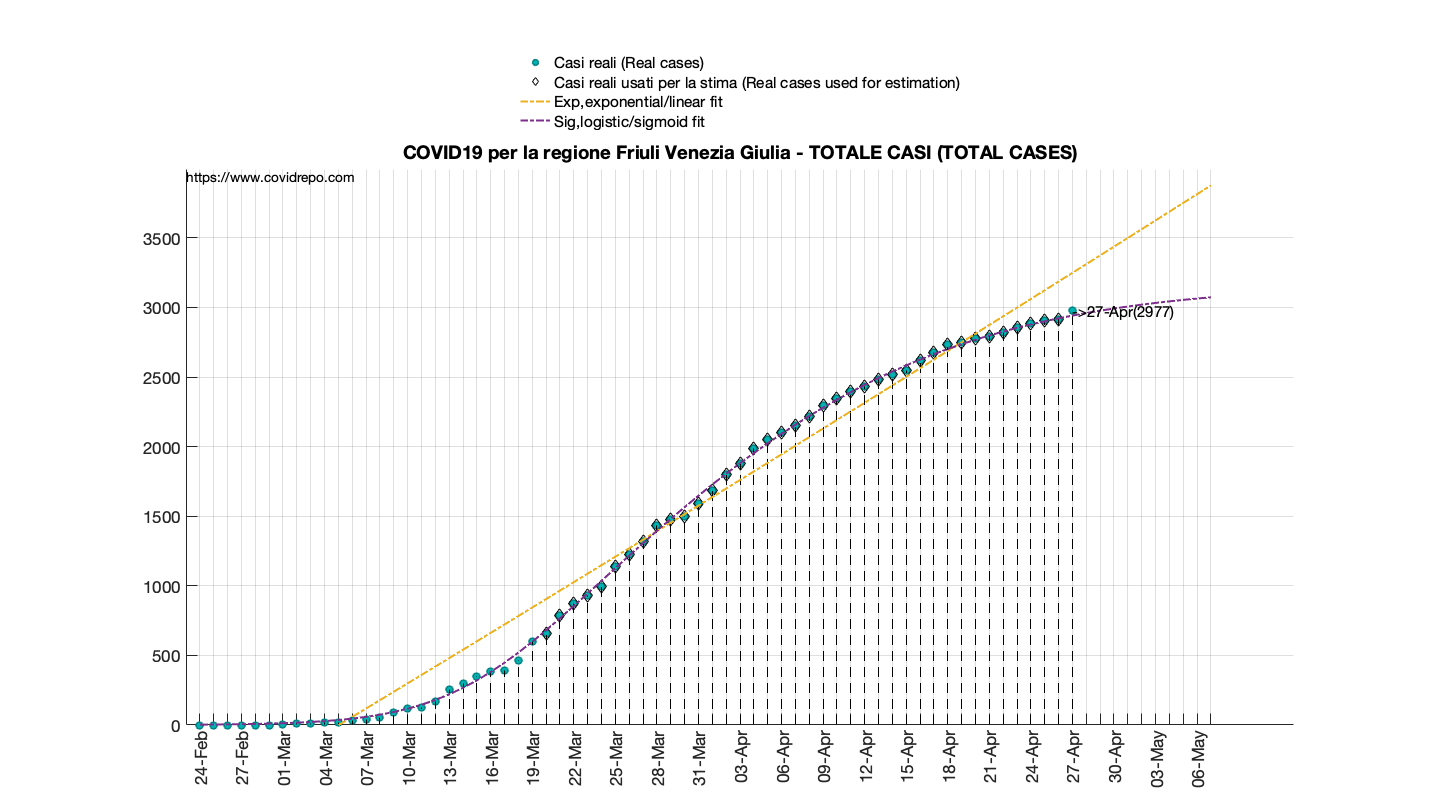 Casi reali (Real cases)
Casi reali usati per la stima (Real cases used for estimation)
Exp,exponential/linear fit
Sig,logistic/sigmoid fit
COVID19 per la regione Friuli Venezia Giulia - TOTALE CASI (TOTAL CASES)
https://www.covidrepo.com
3500
3000
>27-Apr(2977)
2500
2000
1500
1000
500
0
24-Feb
27-Feb
01-Mar
04-Mar
07-Mar
10-Mar
13-Mar
16-Mar
19-Mar
22-Mar
25-Mar
28-Mar
31-Mar
03-Apr
06-Apr
09-Apr
12-Apr
15-Apr
18-Apr
21-Apr
24-Apr
27-Apr
30-Apr
03-May
06-May